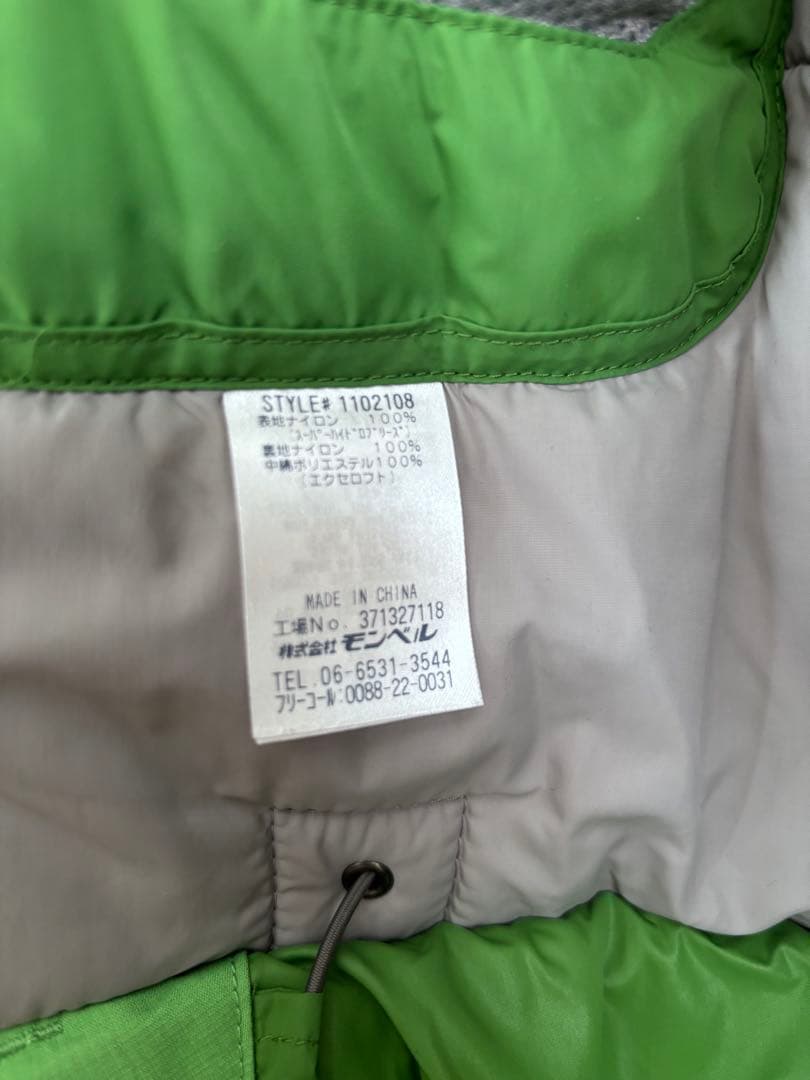 STYLE# 1102108
表地ナイロン 100%
(スーパーハイドロブリーズ)
裏地ナイロン 100%
中綿ポリエステル100%
(エクセロフト)
MADE IN CHINA
工場No. 371327118
株式会社 モンベル
TEL.06-6531-3544
フリーコール:0088-22-0031